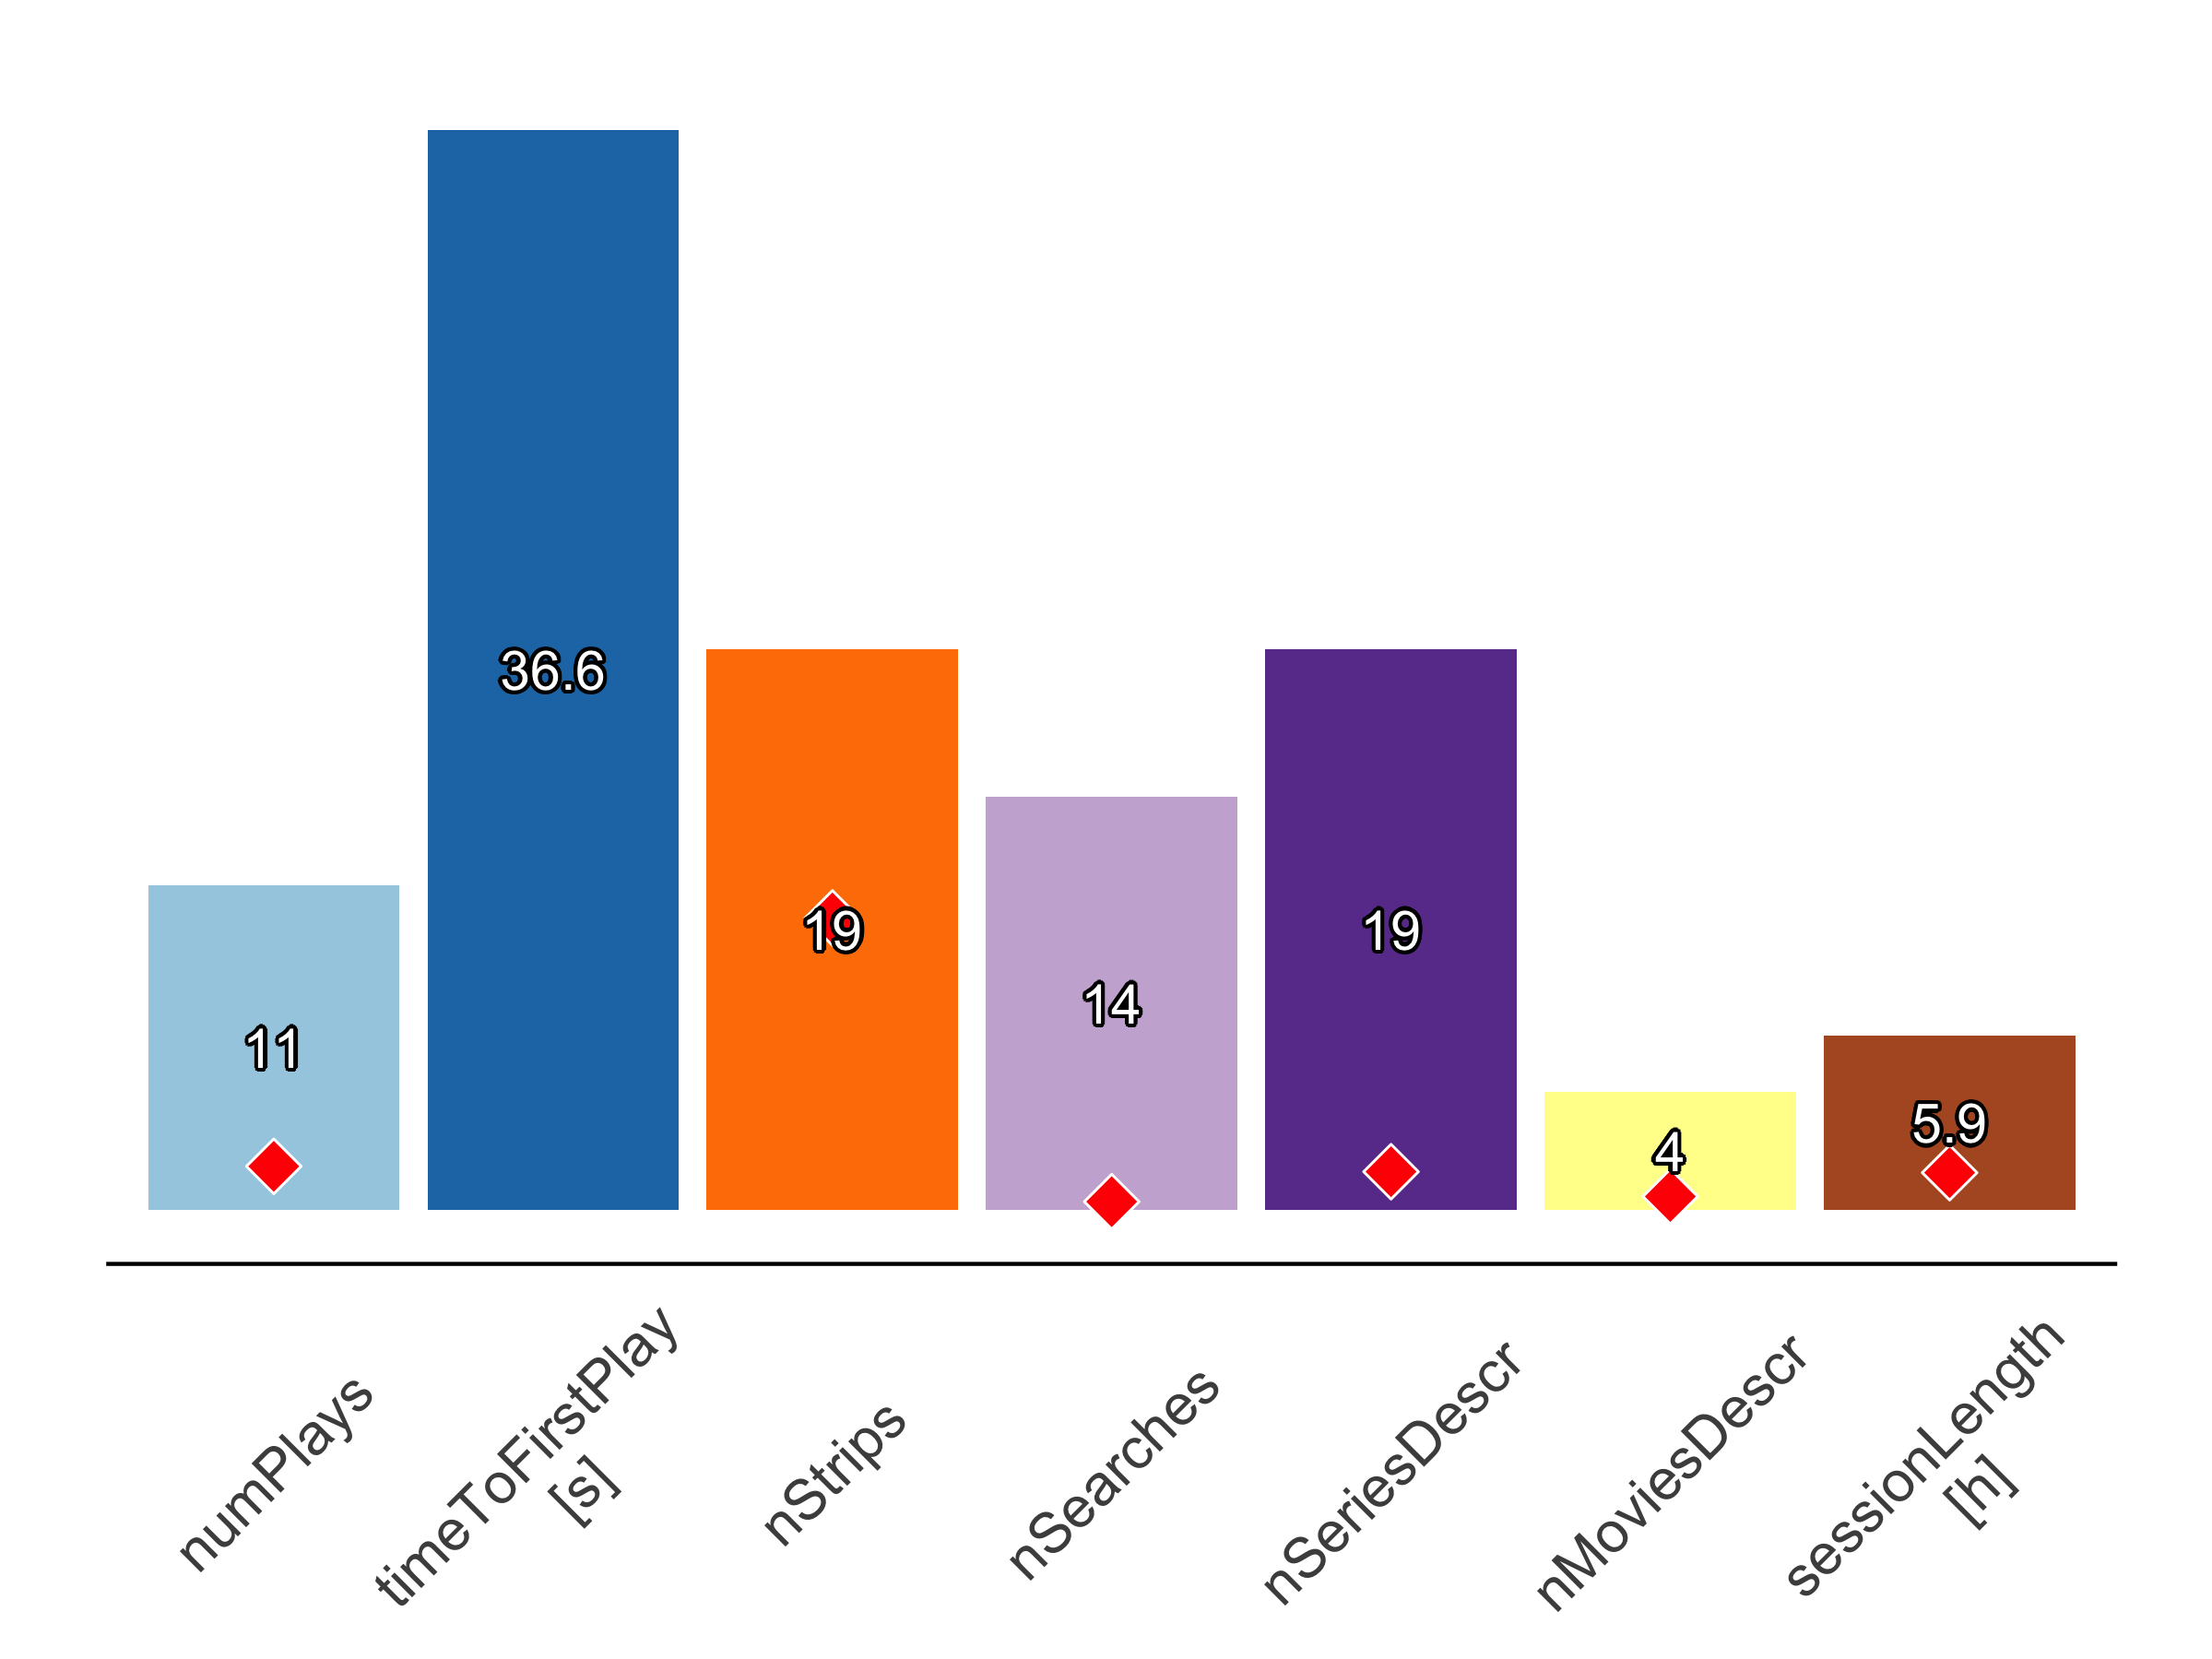 36.6
19
19
14
11
4
5.9
numPlays
timeToFirstPlay
[s]
nStrips
nSearches
nSeriesDescr
nMoviesDescr
sessionLength
[h]